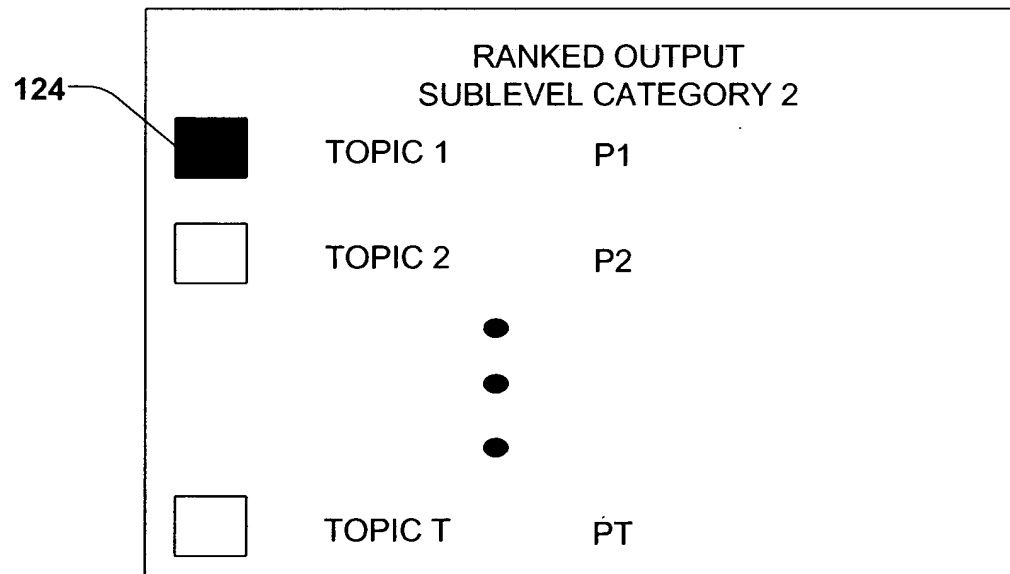 RANKED OUTPUT
SUBLEVEL CATEGORY 2
124
TOPIC 1 P1
TOPIC 2 P2
TOPIC T PT